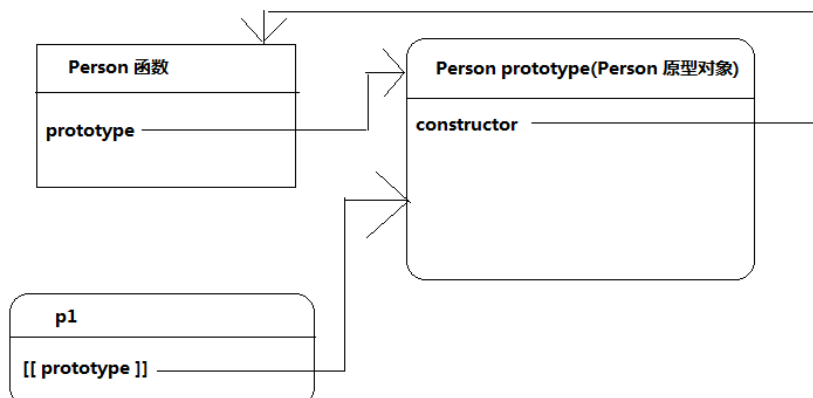 Person 函数
prototype
Person prototype(Person 原型对象)
constructor
p1
[[ prototype ]]